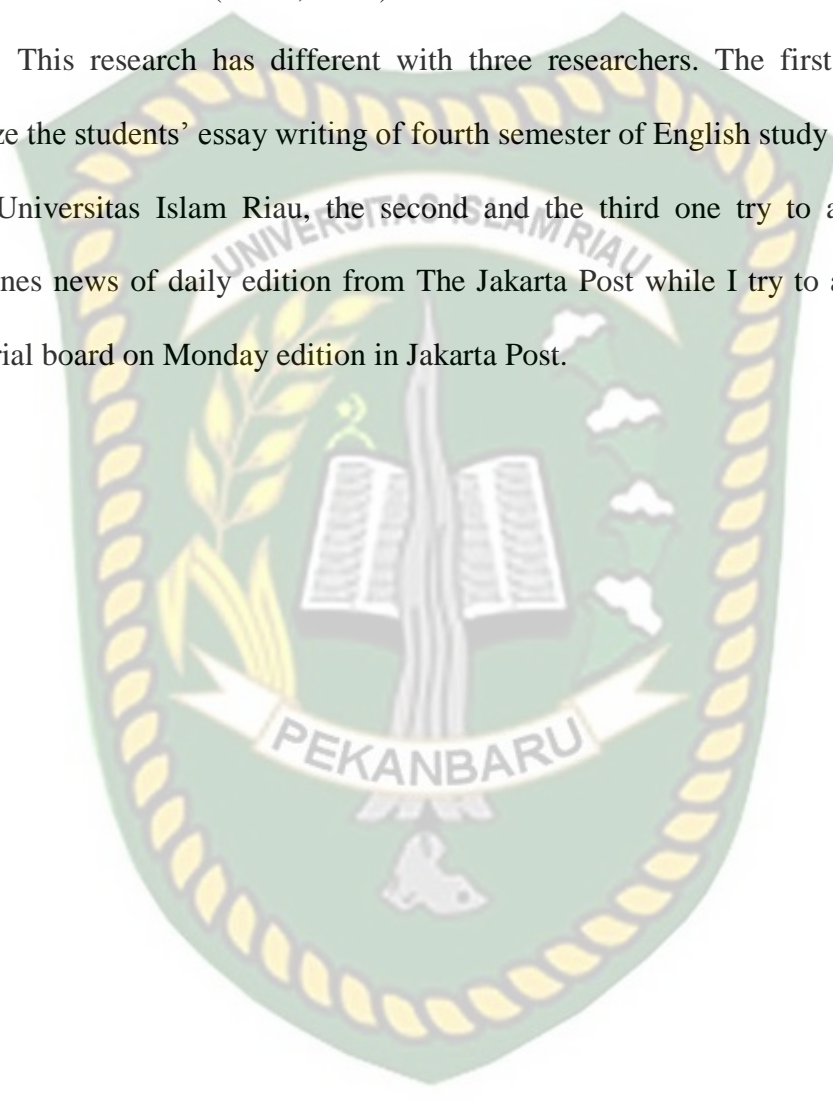 This research has different with three researchers. The first
ze the students’ essay writing of fourth semester of English study
Universitas Islam Riau, the second and the third one try to a
nes news of daily edition from The Jakarta Post while I try to a
rial board on Monday edition in Jakarta Post.
UNIVERSITAS ISLAM RIAU
PEKANBARU